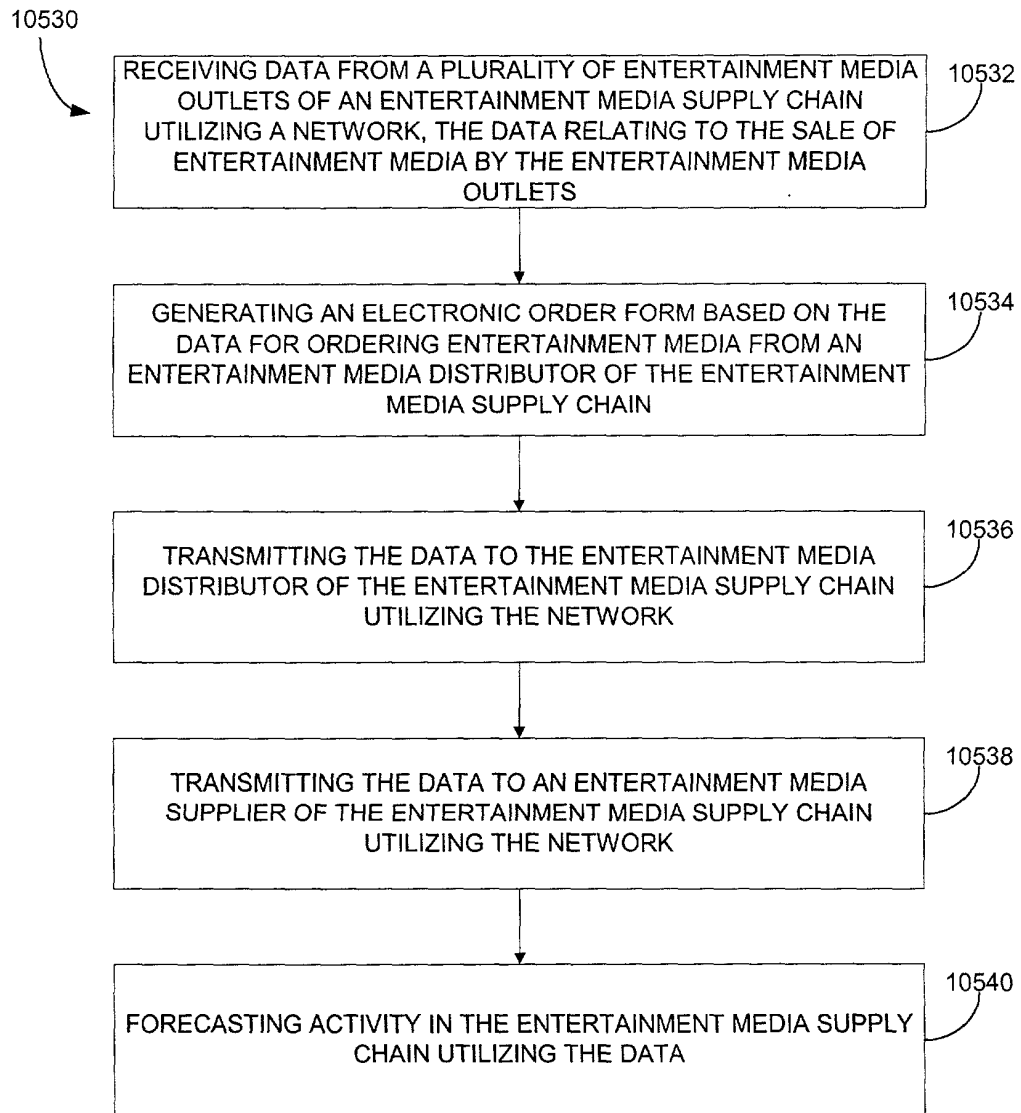 10530
RECEIVING DATA FROM A PLURALITY OF ENTERTAINMENT MEDIA
OUTLETS OF AN ENTERTAINMENT MEDIA SUPPLY CHAIN
UTILIZING A NETWORK, THE DATA RELATING TO THE SALE OF
ENTERTAINMENT MEDIA BY THE ENTERTAINMENT MEDIA
OUTLETS
10532
GENERATING AN ELECTRONIC ORDER FORM BASED ON THE
DATA FOR ORDERING ENTERTAINMENT MEDIA FROM AN
ENTERTAINMENT MEDIA DISTRIBUTOR OF THE ENTERTAINMENT
MEDIA SUPPLY CHAIN
10534
TRANSMITTING THE DATA TO THE ENTERTAINMENT MEDIA
DISTRIBUTOR OF THE ENTERTAINMENT MEDIA SUPPLY CHAIN
UTILIZING THE NETWORK
10536
TRANSMITTING THE DATA TO AN ENTERTAINMENT MEDIA
SUPPLIER OF THE ENTERTAINMENT MEDIA SUPPLY CHAIN
UTILIZING THE NETWORK
10538
FORECASTING ACTIVITY IN THE ENTERTAINMENT MEDIA SUPPLY
CHAIN UTILIZING THE DATA
10540